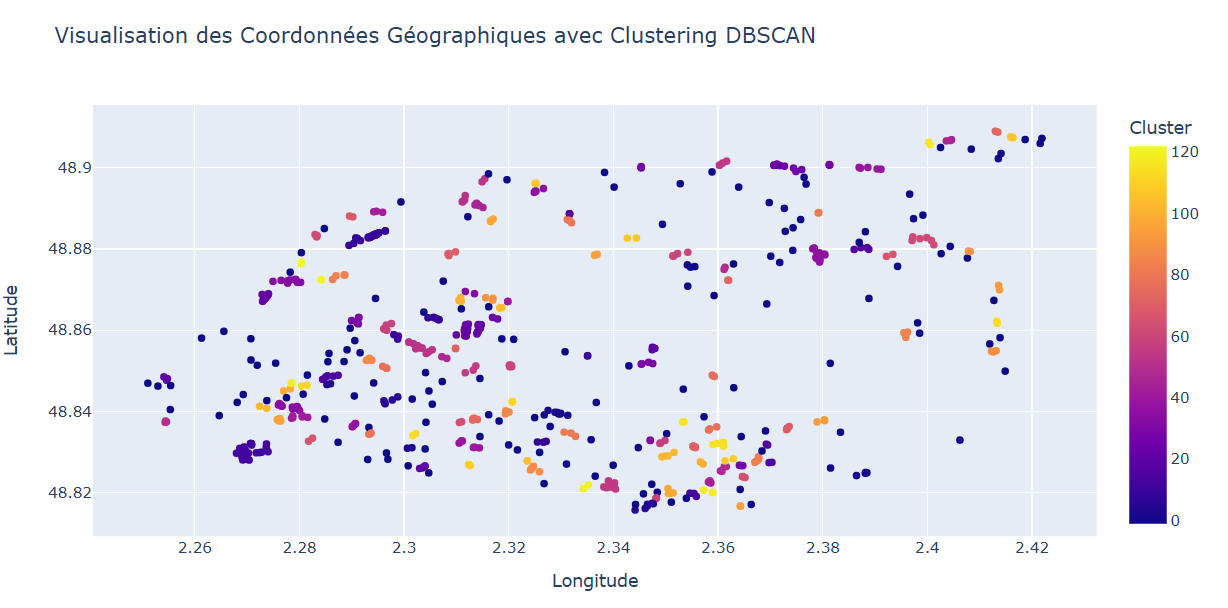 Visualisation des Coordonnées Géographiques avec Clustering DBSCAN
Cluster
120
100
80
60
40
20
0
Latitude
48.9
48.88
48.86
48.84
48.82
2.26 2.28 2.3 2.32 2.34 2.36 2.38 2.4 2.42
Longitude